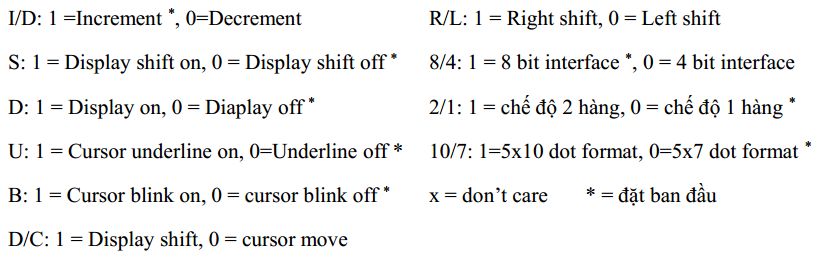 I/D: 1 =Increment *, 0=Decrement
S: 1 = Display shift on, 0 = Display shift off *
D: 1 = Display on, 0 = Diaplay off *
U: 1 = Cursor underline on, 0=Underline off *
B: 1 = Cursor blink on, 0 = cursor blink off *
D/C: 1 = Display shift, 0 = cursor move
R/L: 1 = Right shift, 0 = Left shift
8/4: 1 = 8 bit interface *, 0 = 4 bit interface
2/1: 1 = chế độ 2 hàng, 0 = chế độ 1 hàng *
10/7: 1=5x10 dot format, 0=5x7 dot format *
x = don’t care * = đặt ban đầu